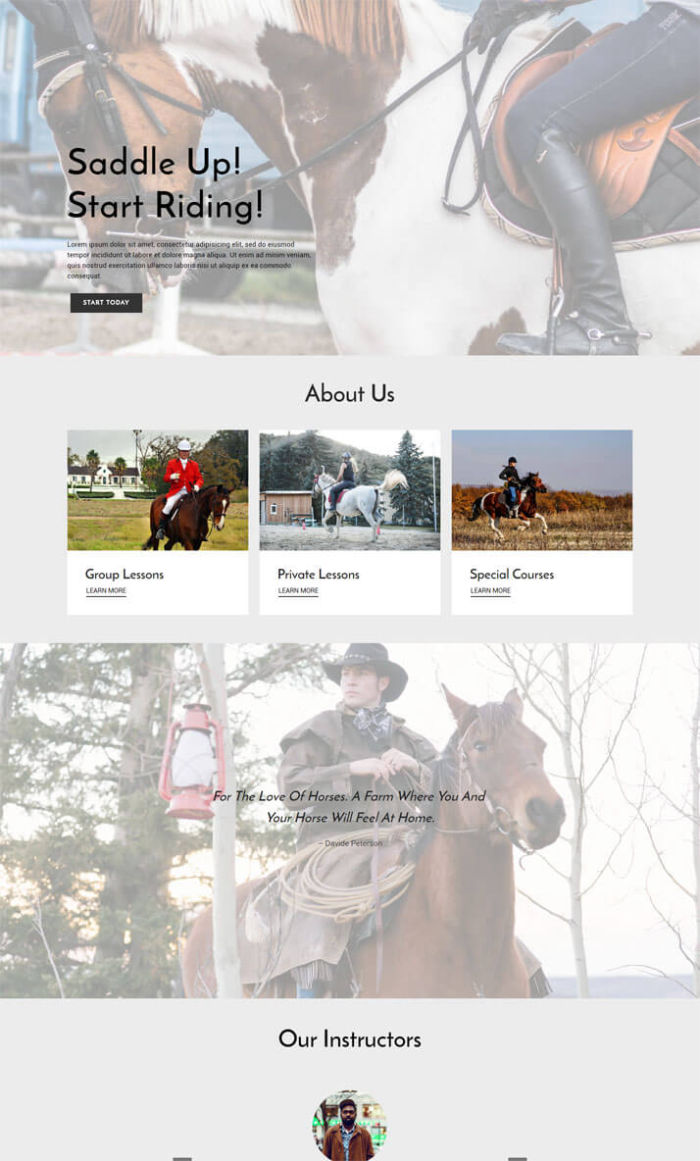 Saddle Up!
Start Riding!
Lorem ipsum dolor sit amet, consectetur adipisicing elit, sed do eiusmod
tempor incididunt ut labore et dolore magna aliqua. Ut enim ad minim veniam,
quis nostrud exercitation ullamco laboris nisi ut aliquip ex ea commodo
consequat.
START TODAY
About Us
Group Lessons
LEARN MORE
Private Lessons
LEARN MORE
Special Courses
LEARN MORE
For The Love Of Horses. A Farm Where You And
Your Horse Will Feel At Home.
– Davide Peterson
Our Instructors